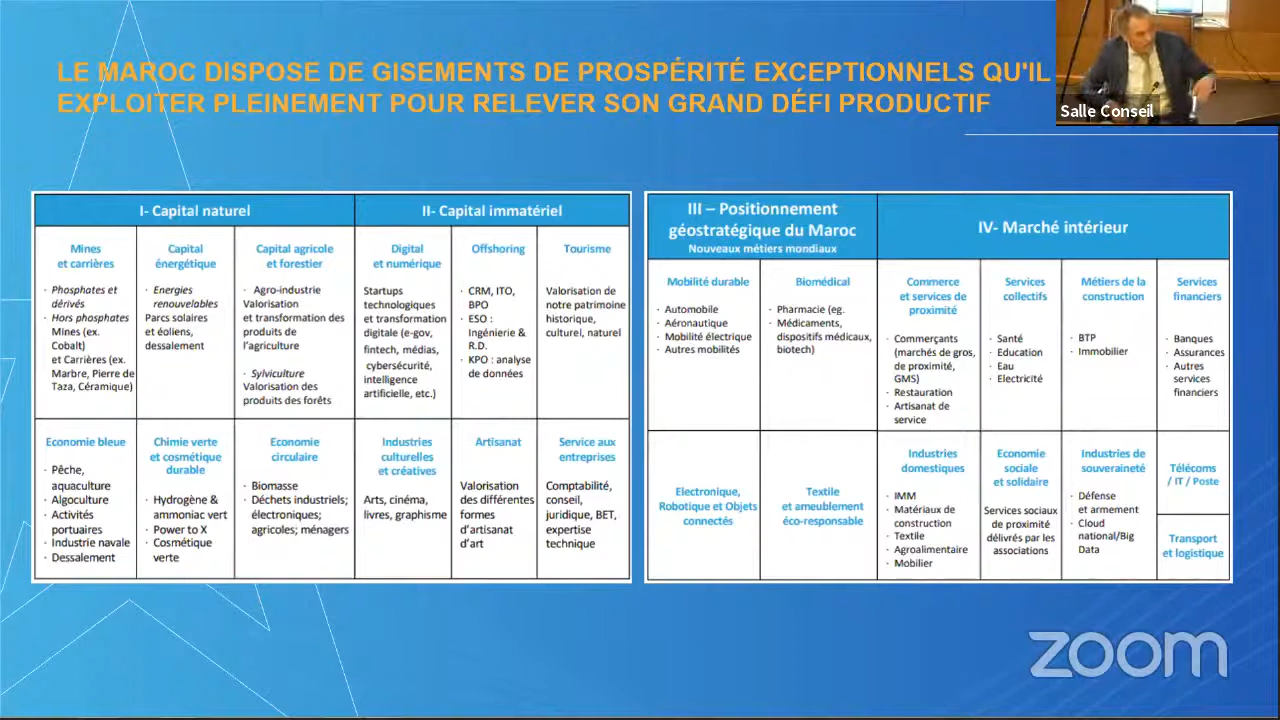 LE MAROC DISPOSE DE GISEMENTS DE PROSPÉRITÉ EXCEPTIONNELS QU'IL
EXPLOITER PLEINEMENT POUR RELEVER SON GRAND DÉFI PRODUCTIF
Salle Conseil
I- Capital naturel
II- Capital immatériel
Mines
et carrières
· Phosphates et
dérivés
· Hors phosphates
Mines (ex.
Cobalt)
et Carrières (ex.
Marbre, Pierre de
Taza, Céramique)
Capital
énergétique
· Energies
renouvelables
Parcs solaires
et éoliens,
dessalement
Capital agricole
et forestier
· Agro-industrie
Valorisation
et transformation des
produits de
l'agriculture
· Sylviculture
Valorisation des
produits des forêts
Digital
et numérique
Startups
technologiques
et transformation
digitale (e-gov,
fintech, médias,
cybersécurité,
intelligence
artificielle, etc.)
Offshoring
· CRM, ITO,
BPO
· ESO :
Ingénierie &
R.D.
· KPO : analyse
de données
Tourisme
Valorisation de
notre patrimoine
historique,
culturel, naturel
Economie bleue
· Pêche,
aquaculture
· Algoculture
· Activités
portuaires
· Industrie navale
· Dessalement
Chimie verte
et cosmétique
durable
· Hydrogène &
ammoniac vert
· Power to X
· Cosmétique
verte
Economie
circulaire
· Biomasse
· Déchets industriels;
électroniques;
agricoles; ménagers
Industries
culturelles
et créatives
Arts, cinéma,
livres, graphisme
Artisanat
Valorisation
des différentes
formes
d'artisanat
d'art
Service aux
entreprises
Comptabilité,
conseil,
juridique, BET,
expertise
technique
III – Positionnement
géostratégique du Maroc
Nouveaux métiers mondiaux
IV- Marché intérieur
Mobilité durable
· Automobile
· Aéronautique
· Mobilité électrique
· Autres mobilités
Biomédical
· Pharmacie (eg.
· Médicaments,
dispositifs médicaux,
biotech)
Commerce
et services de
proximité
· Commerçants
(marchés de gros,
de proximité,
GMS)
· Restauration
· Artisanat de
service
Services
collectifs
· Santé
· Education
· Eau
· Electricité
Métiers de la
construction
· BTP
· Immobilier
Services
financiers
· Banques
· Assurances
· Autres
services
financiers
Electronique,
Robotique et Objets
connectés
Textile
et ameublement
éco-responsable
Industries
domestiques
· IMM
· Matériaux de
construction
· Textile
· Agroalimentaire
· Mobilier
Economie
sociale
et solidaire
Services sociaux
de proximité
délivrés par les
associations
Industries de
souveraineté
· Défense
et armement
· Cloud
national/Big
Data
Télécoms
/ IT / Poste
Transport
et logistique
zoom